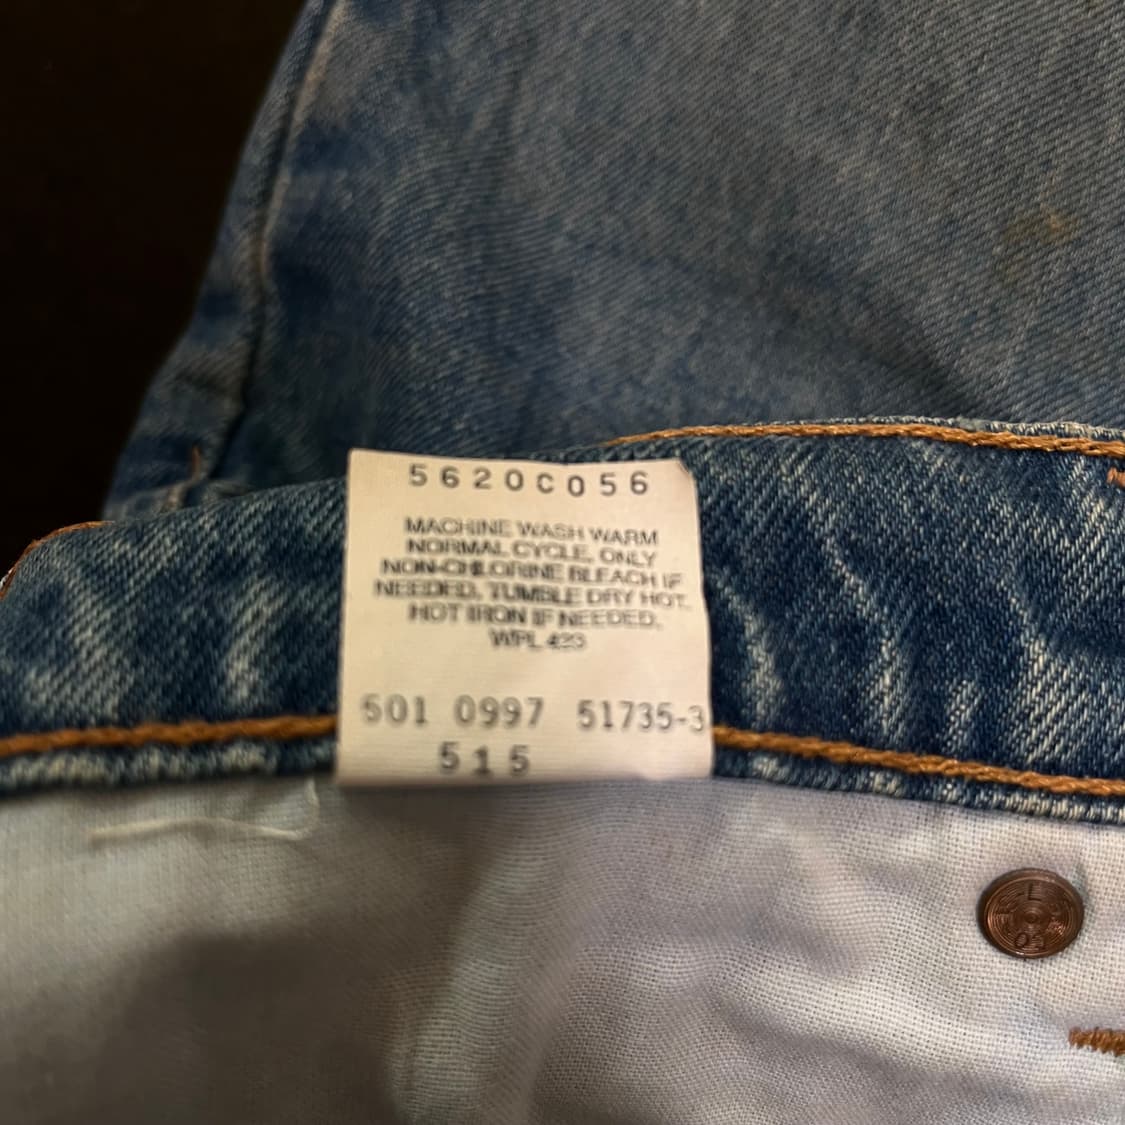 5620C056
MACHINE WASH WARM
NORMAL CYCLE, ONLY
NON-CHLORINE BLEACH IF
NEEDED, TUMBLE DRY HOT.
HOT IRON IF NEEDED.
WPL 423
501 0997 51735-3
515